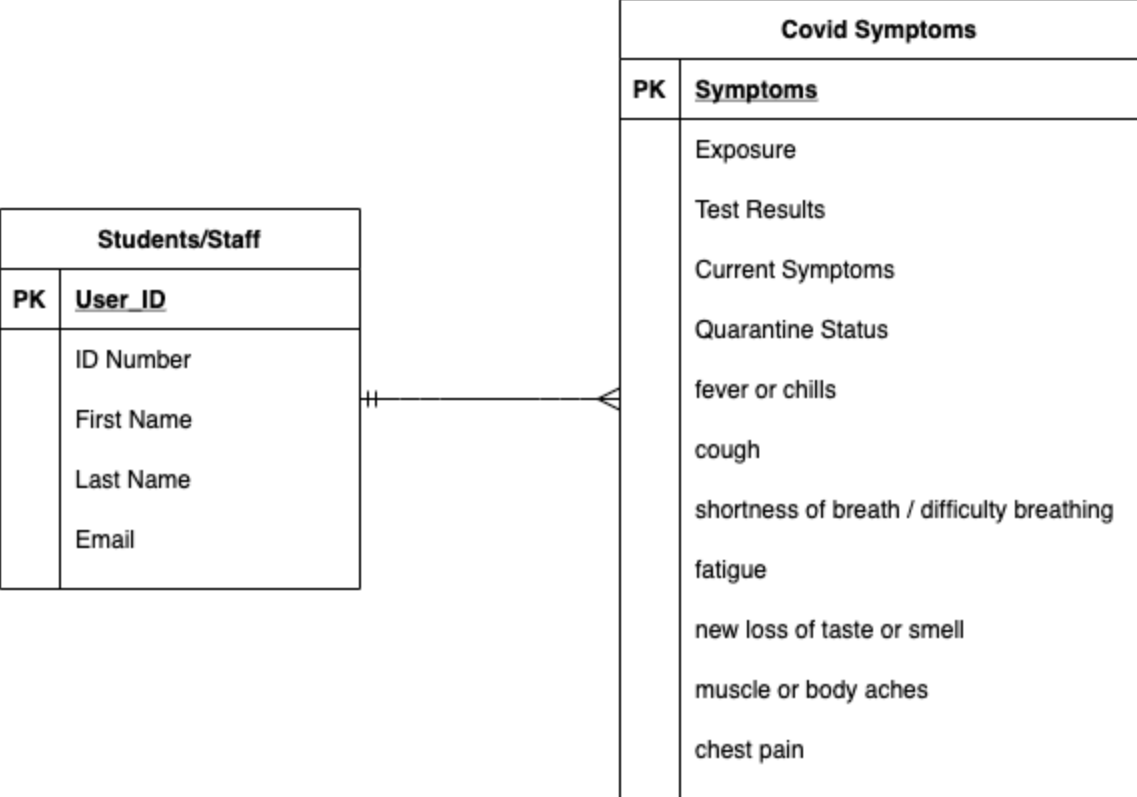 Covid Symptoms
PK Symptoms
Exposure
Test Results
Current Symptoms
Quarantine Status
fever or chills
cough
shortness of breath / difficulty breathing
fatigue
new loss of taste or smell
muscle or body aches
chest pain
Students/Staff
PK User_ID
ID Number
First Name
Last Name
Email